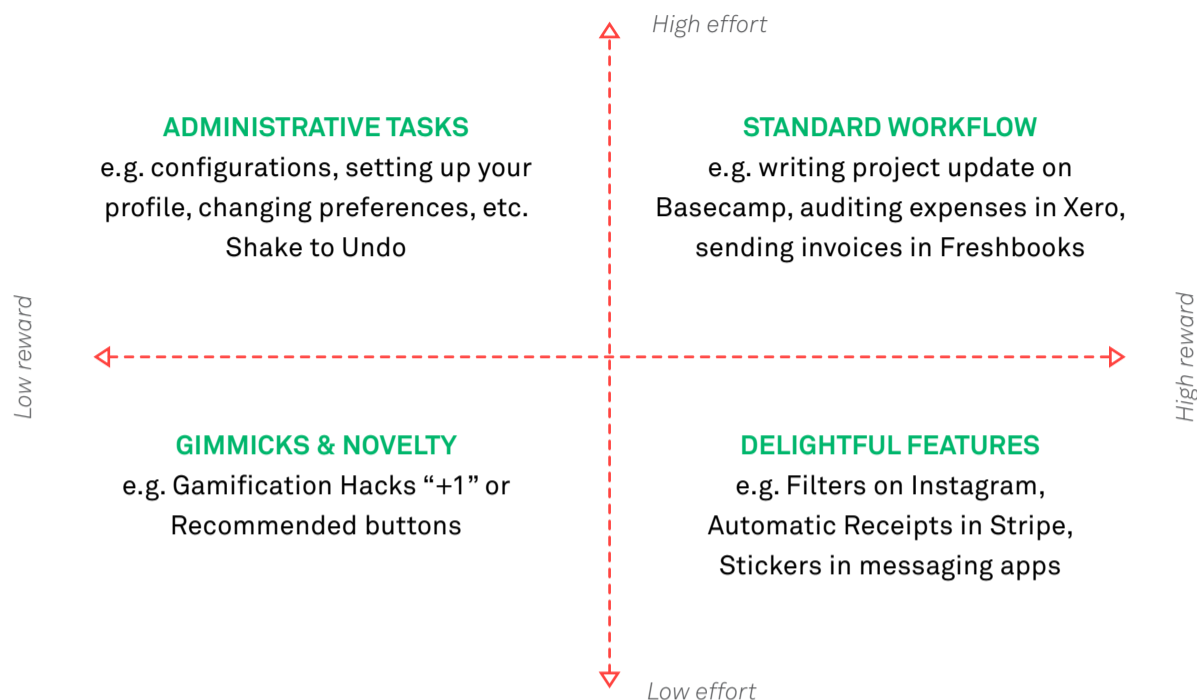 High effort
ADMINISTRATIVE TASKS
e.g. configurations, setting up your
profile, changing preferences, etc.
Shake to Undo
STANDARD WORKFLOW
e.g. writing project update on
Basecamp, auditing expenses in Xero,
sending invoices in Freshbooks
Low reward
High reward
GIMMICKS & NOVELTY
e.g. Gamification Hacks “+1” or
Recommended buttons
DELIGHTFUL FEATURES
e.g. Filters on Instagram,
Automatic Receipts in Stripe,
Stickers in messaging apps
Low effort